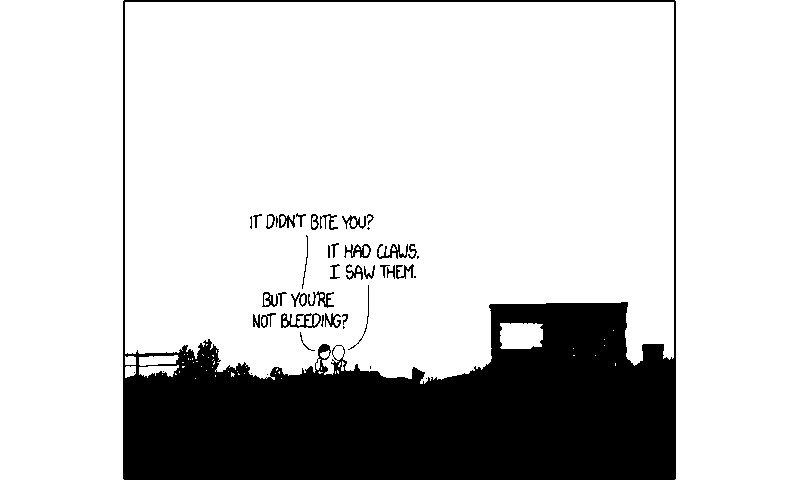 IT DIDN'T BITE YOU?
IT HAD CLAWS.
I SAW THEM.
BUT YOU'RE
NOT BLEEDING?